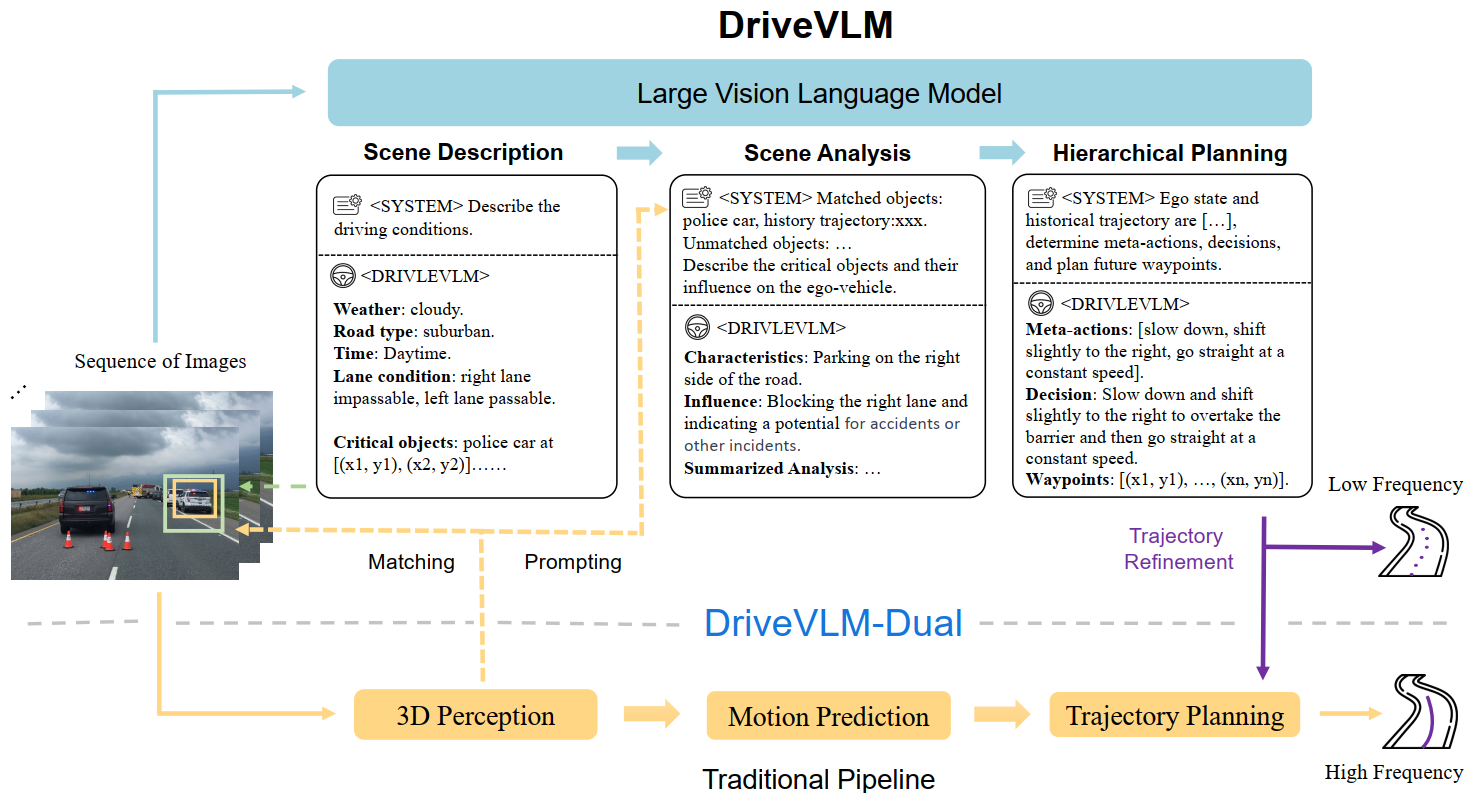 DriveVLM
Large Vision Language Model
Scene Description
Scene Analysis
Hierarchical Planning
<SYSTEM> Describe the
driving conditions.
<DRIVLEVLM>
Weather: cloudy.
Road type: suburban.
Time: Daytime.
Lane condition: right lane
impassable, left lane passable.
Critical objects: police car at
[(x1, y1), (x2, y2)]……
<SYSTEM> Matched objects:
police car, history trajectory:xxx.
Unmatched objects: …
Describe the critical objects and their
influence on the ego-vehicle.
<DRIVLEVLM>
Characteristics: Parking on the right
side of the road.
Influence: Blocking the right lane and
indicating a potential for accidents or
other incidents.
Summarized Analysis: …
<SYSTEM> Ego state and
historical trajectory are […],
determine meta-actions, decisions,
and plan future waypoints.
<DRIVLEVLM>
Meta-actions: [slow down, shift
slightly to the right, go straight at a
constant speed].
Decision: Slow down and shift
slightly to the right to overtake the
barrier and then go straight at a
constant speed.
Waypoints: [(x1, y1), …, (xn, yn)].
Sequence of Images
Matching
Prompting
Trajectory
Refinement
Low Frequency
DriveVLM-Dual
3D Perception
Motion Prediction
Trajectory Planning
High Frequency
Traditional Pipeline